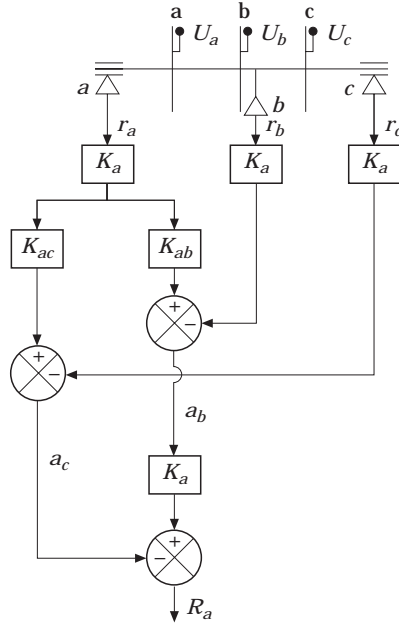 a b c
U_a U_b U_c
a b c
r_a r_b r_c
K_a K_a K_a
K_ac K_ab
+ −
+ −
a_b
a_c
K_a
+ −
R_a